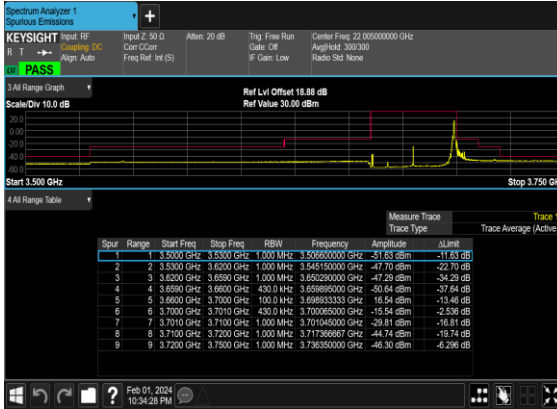 Spectrum Analyzer 1
Spurious Emissions
+
KEYSIGHT Input: RF Input Z: 50 Ω Atten: 20 dB Trig: Free Run Center Freq: 22.005000000 GHz
R T Coupling: DC Corr CCorr Gate: Off Avg|Hold: 300/300
Align: Auto Freq Ref: Int (S) IF Gain: Low Radio Std: None
PASS
3 All Range Graph
Ref Lvl Offset 18.88 dB
Scale/Div 10.0 dB Ref Value 30.00 dBm
20.0
0.00
-20.0
-40.0
-60.0
Start 3.500 GHz Stop 3.750 GH
4 All Range Table
Measure Trace Trace 1
Trace Type Trace Average (Active
Spur Range Start Freq Stop Freq RBW Frequency Amplitude ΔLimit
1 1 3.5000 GHz 3.5300 GHz 1.000 MHz 3.506600000 GHz -51.63 dBm -11.63 dB
2 2 3.5300 GHz 3.6200 GHz 1.000 MHz 3.545150000 GHz -47.70 dBm -22.70 dB
3 3 3.6200 GHz 3.6590 GHz 1.000 MHz 3.650290000 GHz -47.29 dBm -34.29 dB
4 4 3.6590 GHz 3.6600 GHz 430.0 kHz 3.659895000 GHz -50.64 dBm -37.64 dB
5 5 3.6600 GHz 3.7000 GHz 100.0 kHz 3.698933333 GHz 16.54 dBm -13.46 dB
6 6 3.7000 GHz 3.7010 GHz 430.0 kHz 3.700065000 GHz -15.54 dBm -2.536 dB
7 7 3.7010 GHz 3.7100 GHz 1.000 MHz 3.701045000 GHz -29.81 dBm -16.81 dB
8 8 3.7100 GHz 3.7200 GHz 1.000 MHz 3.717366667 GHz -44.74 dBm -19.74 dB
9 9 3.7200 GHz 3.7500 GHz 1.000 MHz 3.736350000 GHz -46.30 dBm -6.296 dB
? Feb 01, 2024
10:34:28 PM